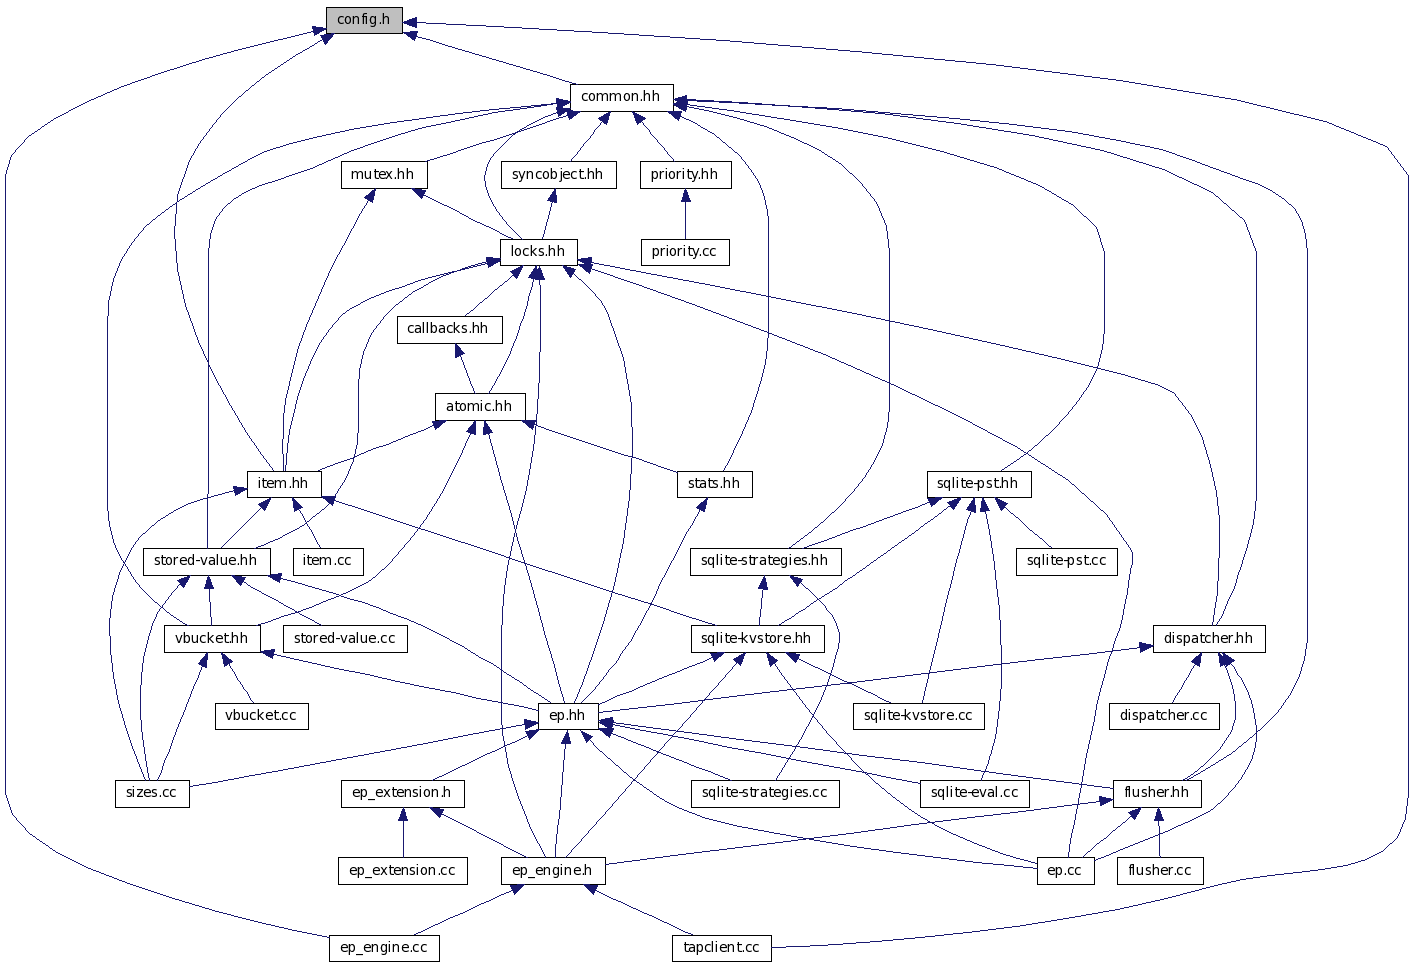 config.h
common.hh
mutex.hh
syncobject.hh
priority.hh
locks.hh
priority.cc
callbacks.hh
atomic.hh
item.hh
stats.hh
sqlite-pst.hh
stored-value.hh
item.cc
sqlite-strategies.hh
sqlite-pst.cc
vbucket.hh
stored-value.cc
sqlite-kvstore.hh
dispatcher.hh
vbucket.cc
ep.hh
sqlite-kvstore.cc
dispatcher.cc
sizes.cc
ep_extension.h
sqlite-strategies.cc
sqlite-eval.cc
flusher.hh
ep_extension.cc
ep_engine.h
ep.cc
flusher.cc
ep_engine.cc
tapclient.cc